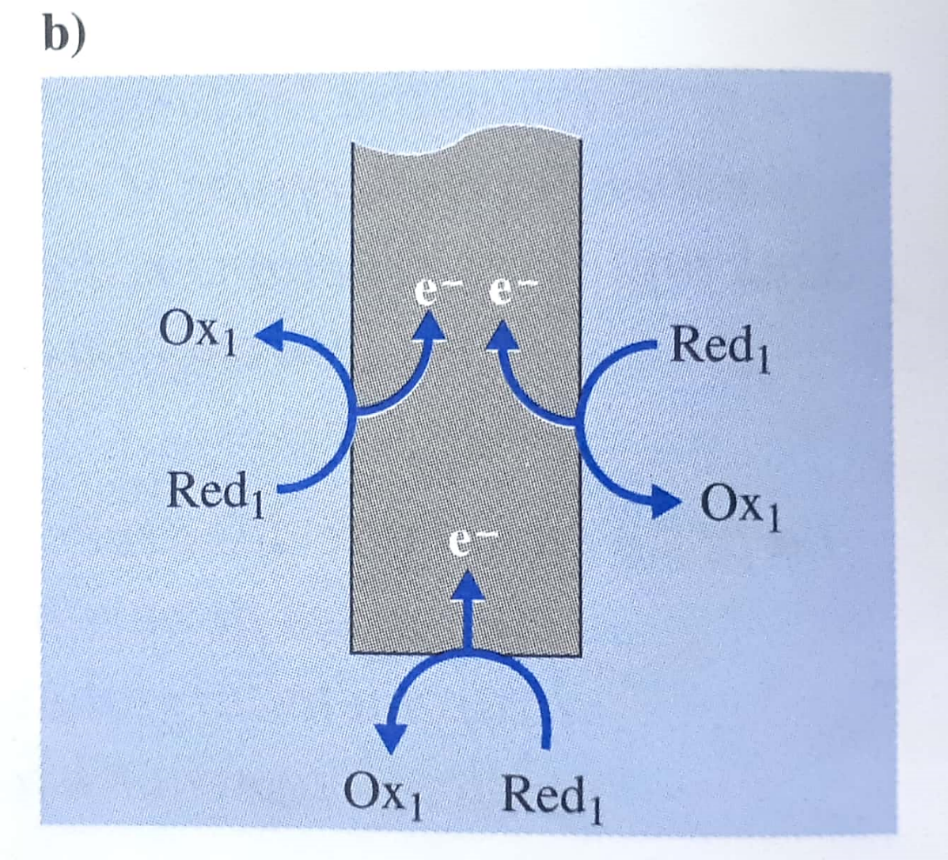 b)
e⁻ e⁻
Ox₁
Red₁
Red₁
Ox₁
e⁻
Ox₁ Red₁